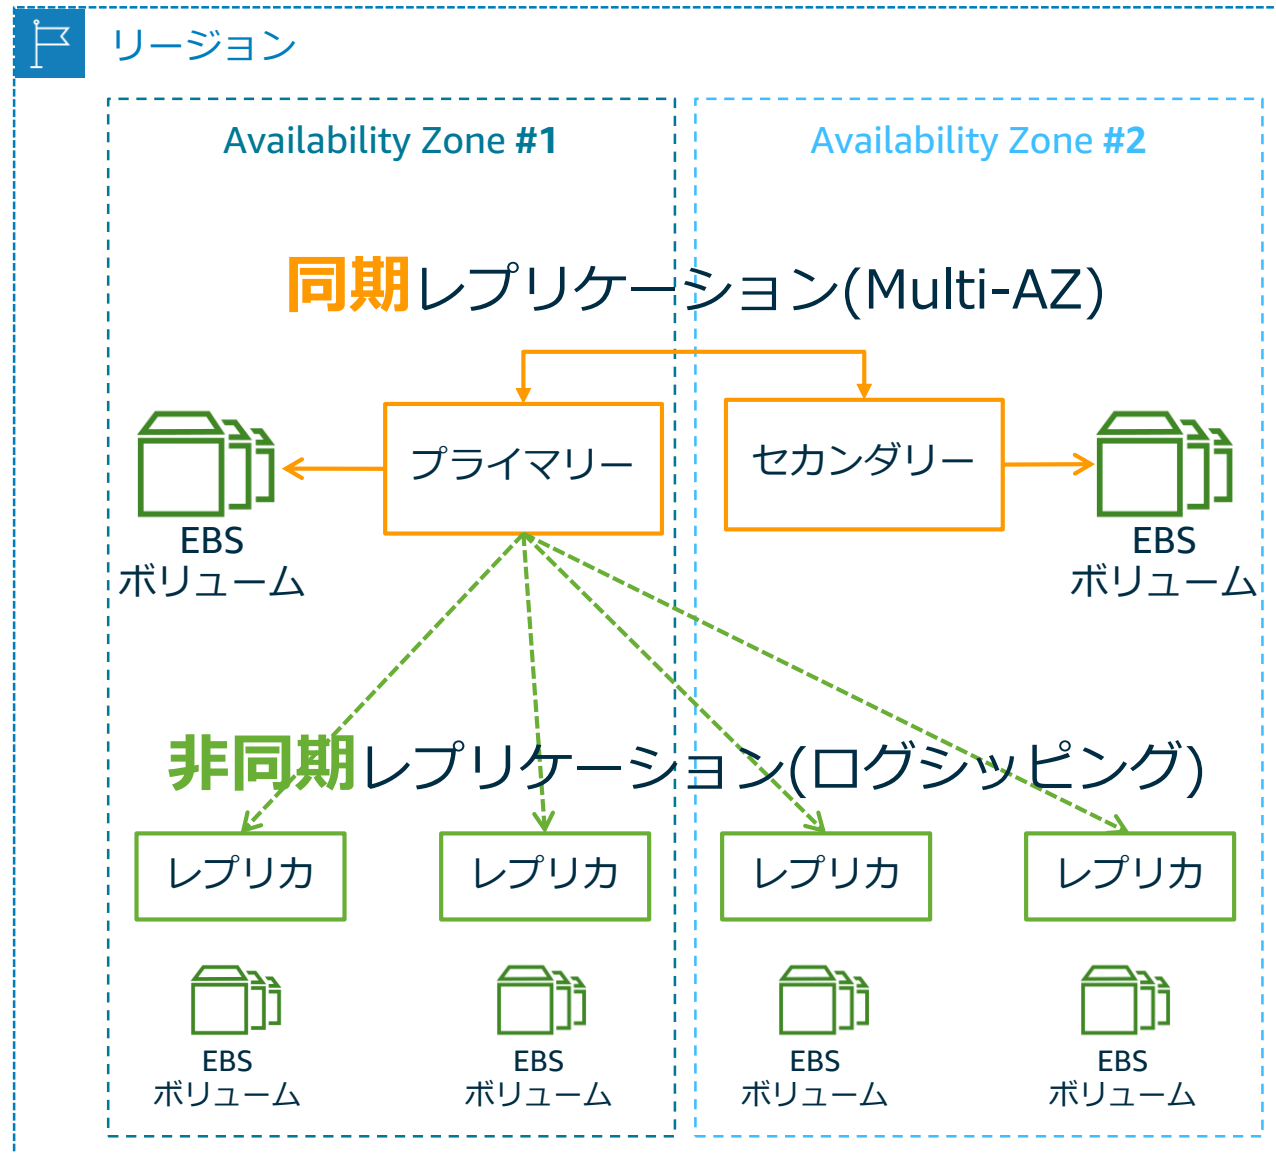 リージョン
Availability Zone #1
Availability Zone #2
同期レプリケーション(Multi-AZ)
プライマリー
セカンダリー
EBS
ボリューム
EBS
ボリューム
非同期レプリケーション(ログシッピング)
レプリカ
レプリカ
レプリカ
レプリカ
EBS
ボリューム
EBS
ボリューム
EBS
ボリューム
EBS
ボリューム